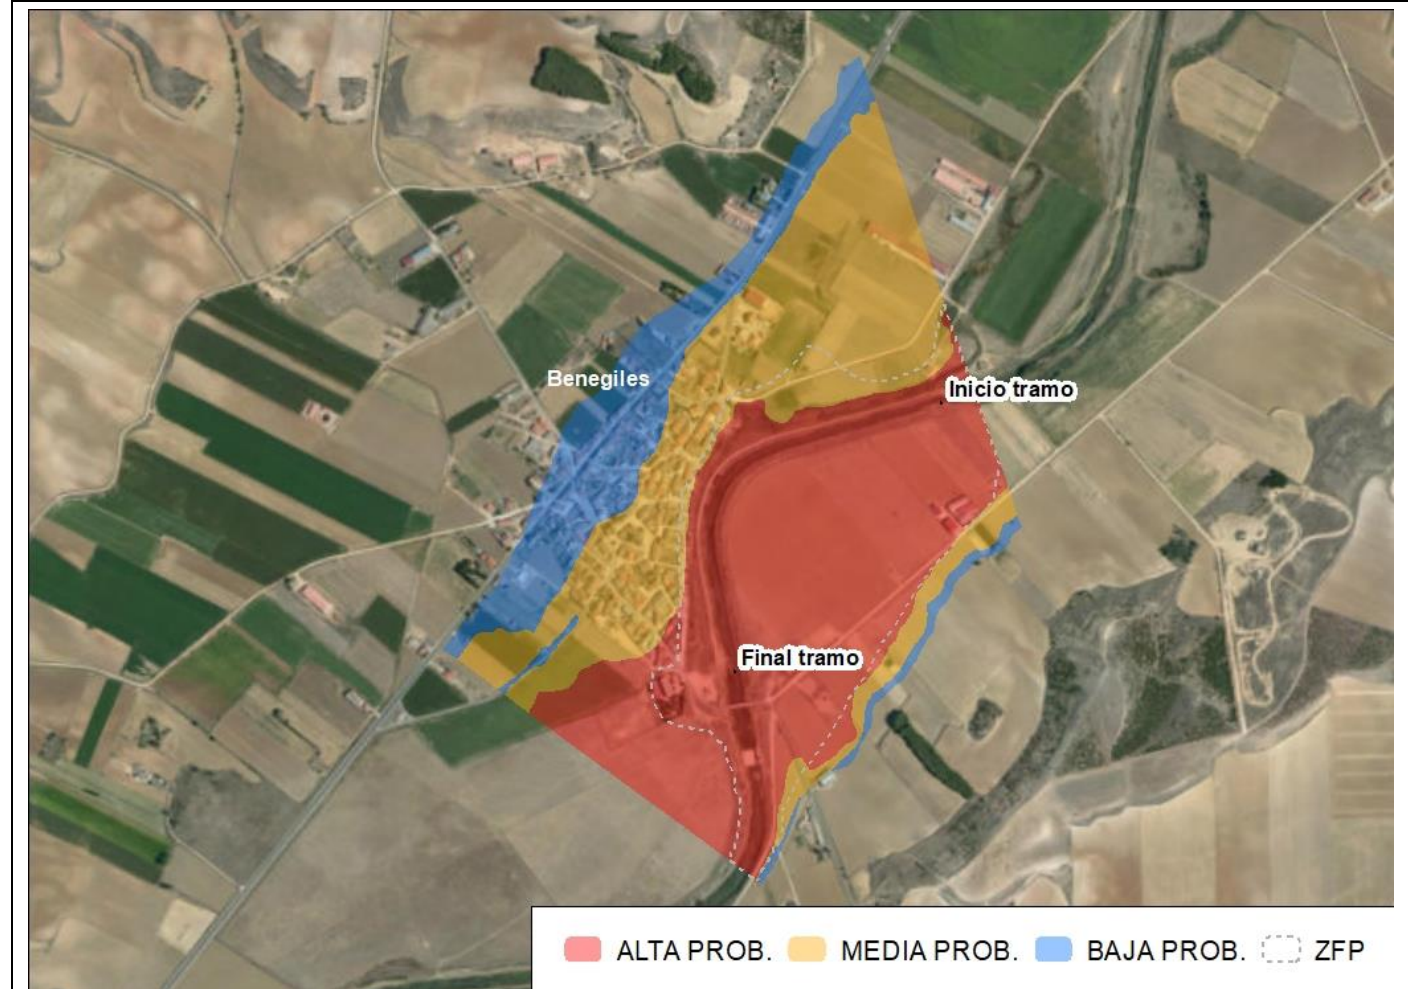 Benegiles
Inicio tramo
Final tramo
ALTA PROB. MEDIA PROB. BAJA PROB. ZFP